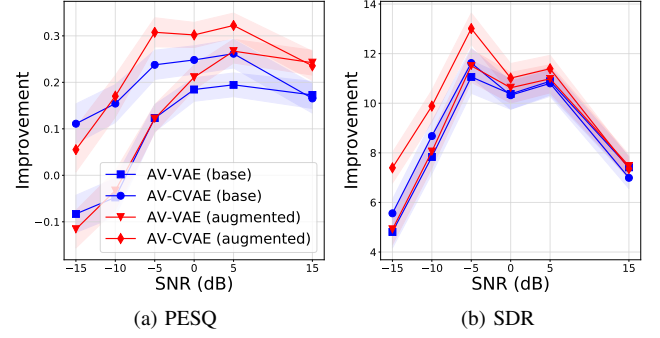 0.3
0.2
0.1
0.0
−0.1
Improvement
AV-VAE (base)
AV-CVAE (base)
AV-VAE (augmented)
AV-CVAE (augmented)
−15 −10 −5 0 5 15
SNR (dB)
(a) PESQ
14
12
10
8
6
4
Improvement
−15 −10 −5 0 5 15
SNR (dB)
(b) SDR